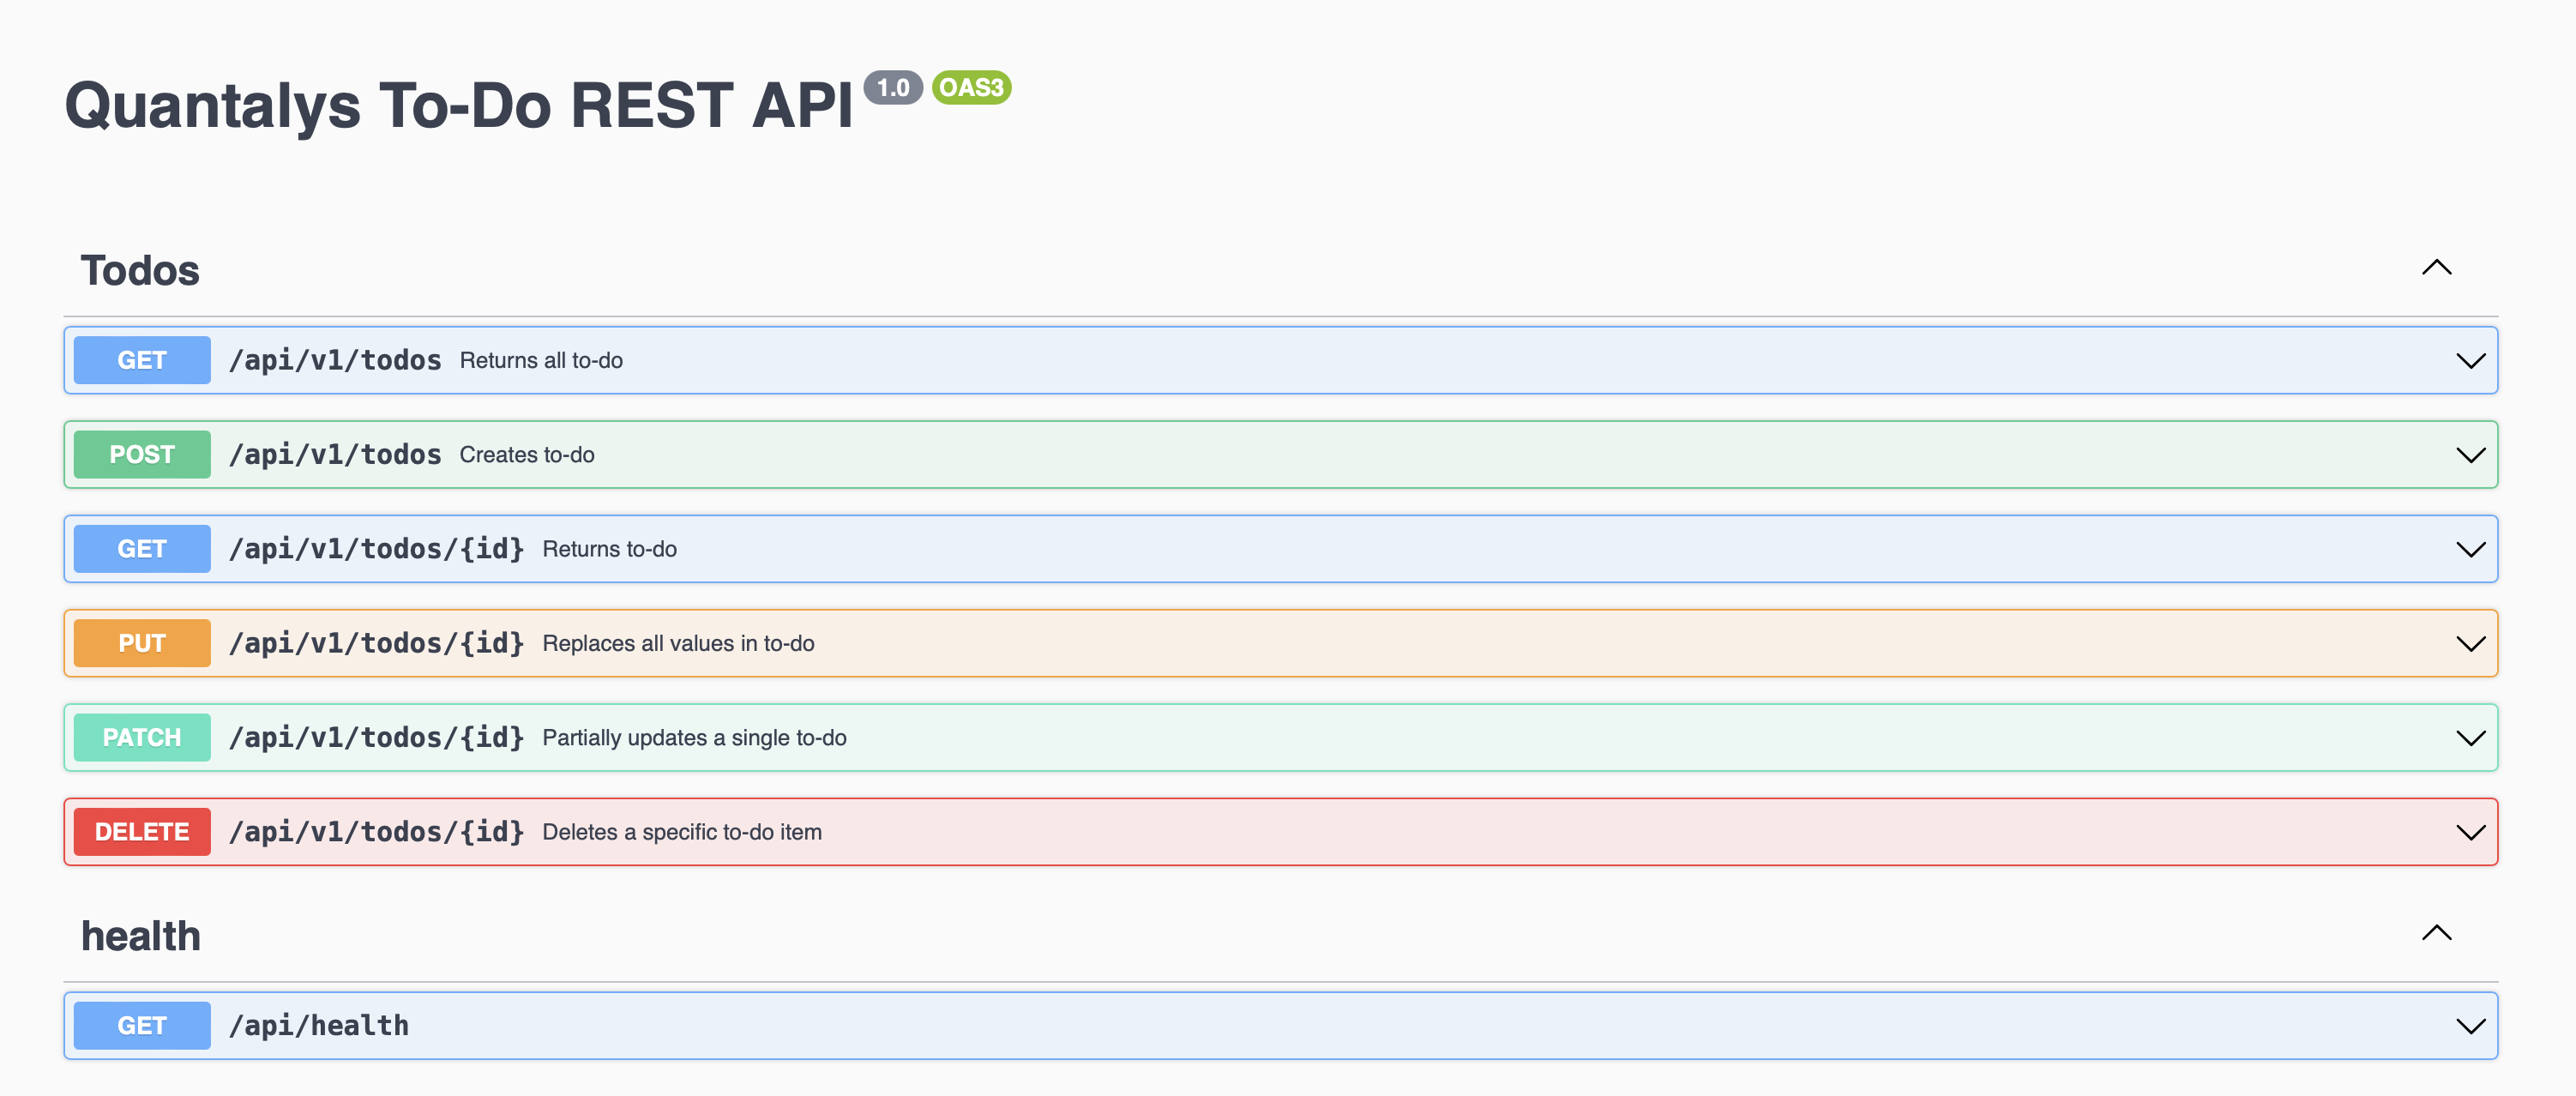 Quantalys To-Do REST API 1.0 OAS3
Todos
GET /api/v1/todos Returns all to-do
POST /api/v1/todos Creates to-do
GET /api/v1/todos/{id} Returns to-do
PUT /api/v1/todos/{id} Replaces all values in to-do
PATCH /api/v1/todos/{id} Partially updates a single to-do
DELETE /api/v1/todos/{id} Deletes a specific to-do item
health
GET /api/health